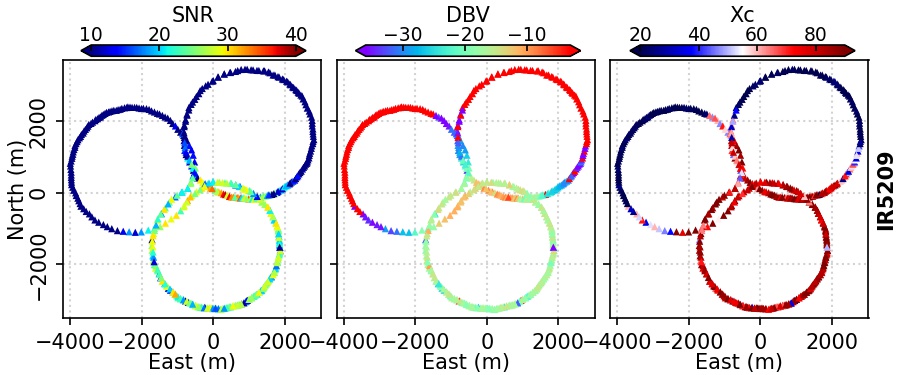 SNR DBV Xc
10 20 30 40 −30 −20 −10 20 40 60 80
North (m)
2000
0
−2000
−4000 −2000 0 2000 −4000 −2000 0 2000 −4000 −2000 0 2000
East (m) East (m) East (m)
IR5209